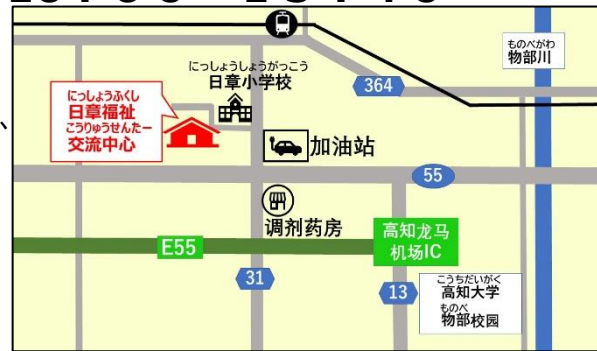 ものべがわ
物部川
にっしょうしょうがっこう
日章小学校
364
にっしょうふくし
日章福祉
こうりゅうせんたー
交流中心
、
加油站
55
调剂药房
高知龙马
机场IC
E55
31
13
こうちだいがく
高知大学
ものべ
物部校园